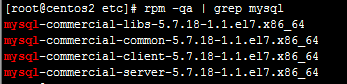 [root@centos2 etc]# rpm -qa | grep mysql
mysql-commercial-libs-5.7.18-1.1.el7.x86_64
mysql-commercial-common-5.7.18-1.1.el7.x86_64
mysql-commercial-client-5.7.18-1.1.el7.x86_64
mysql-commercial-server-5.7.18-1.1.el7.x86_64